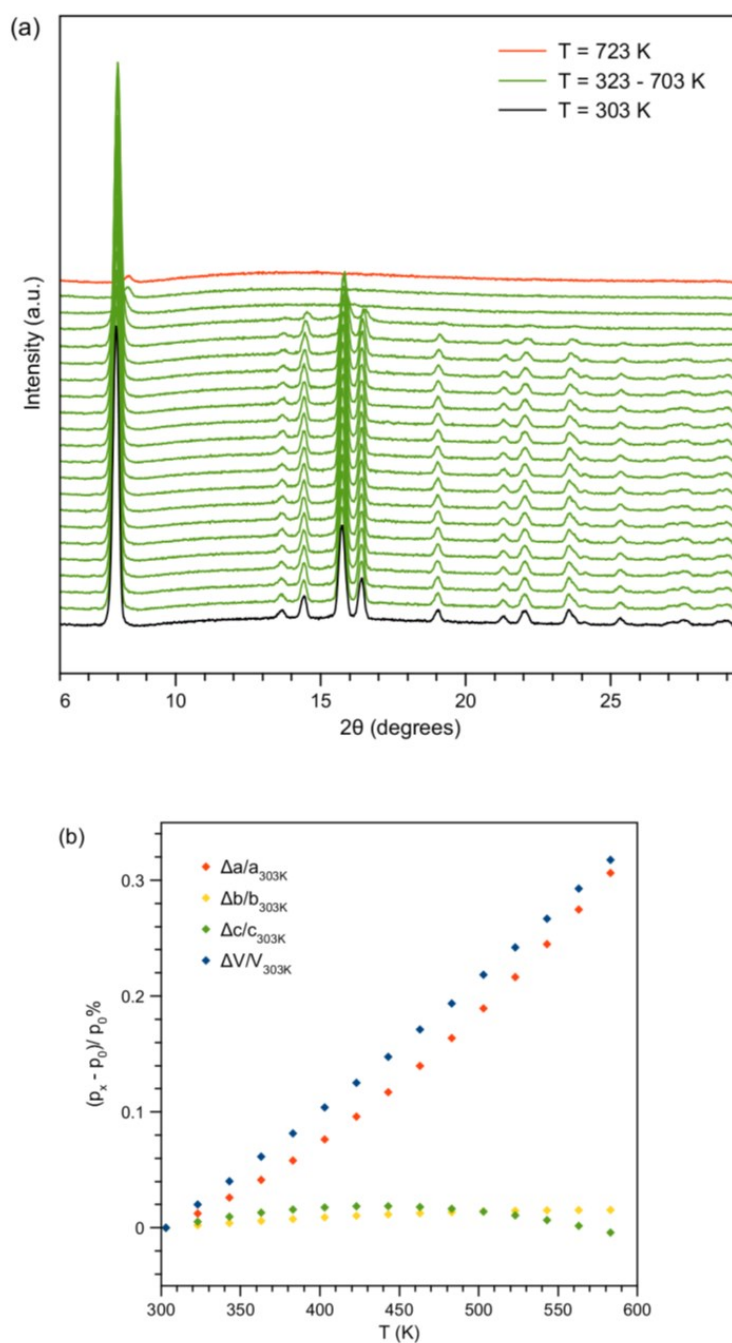 (a)
T = 723 K
T = 323 - 703 K
T = 303 K
Intensity (a.u.)
6 10 15 20 25
2θ (degrees)
(b)
Δa/a303K
Δb/b303K
Δc/c303K
ΔV/V303K
0.3
0.2
0.1
0
(px - p0)/ p0%
300 350 400 450 500 550 600
T (K)